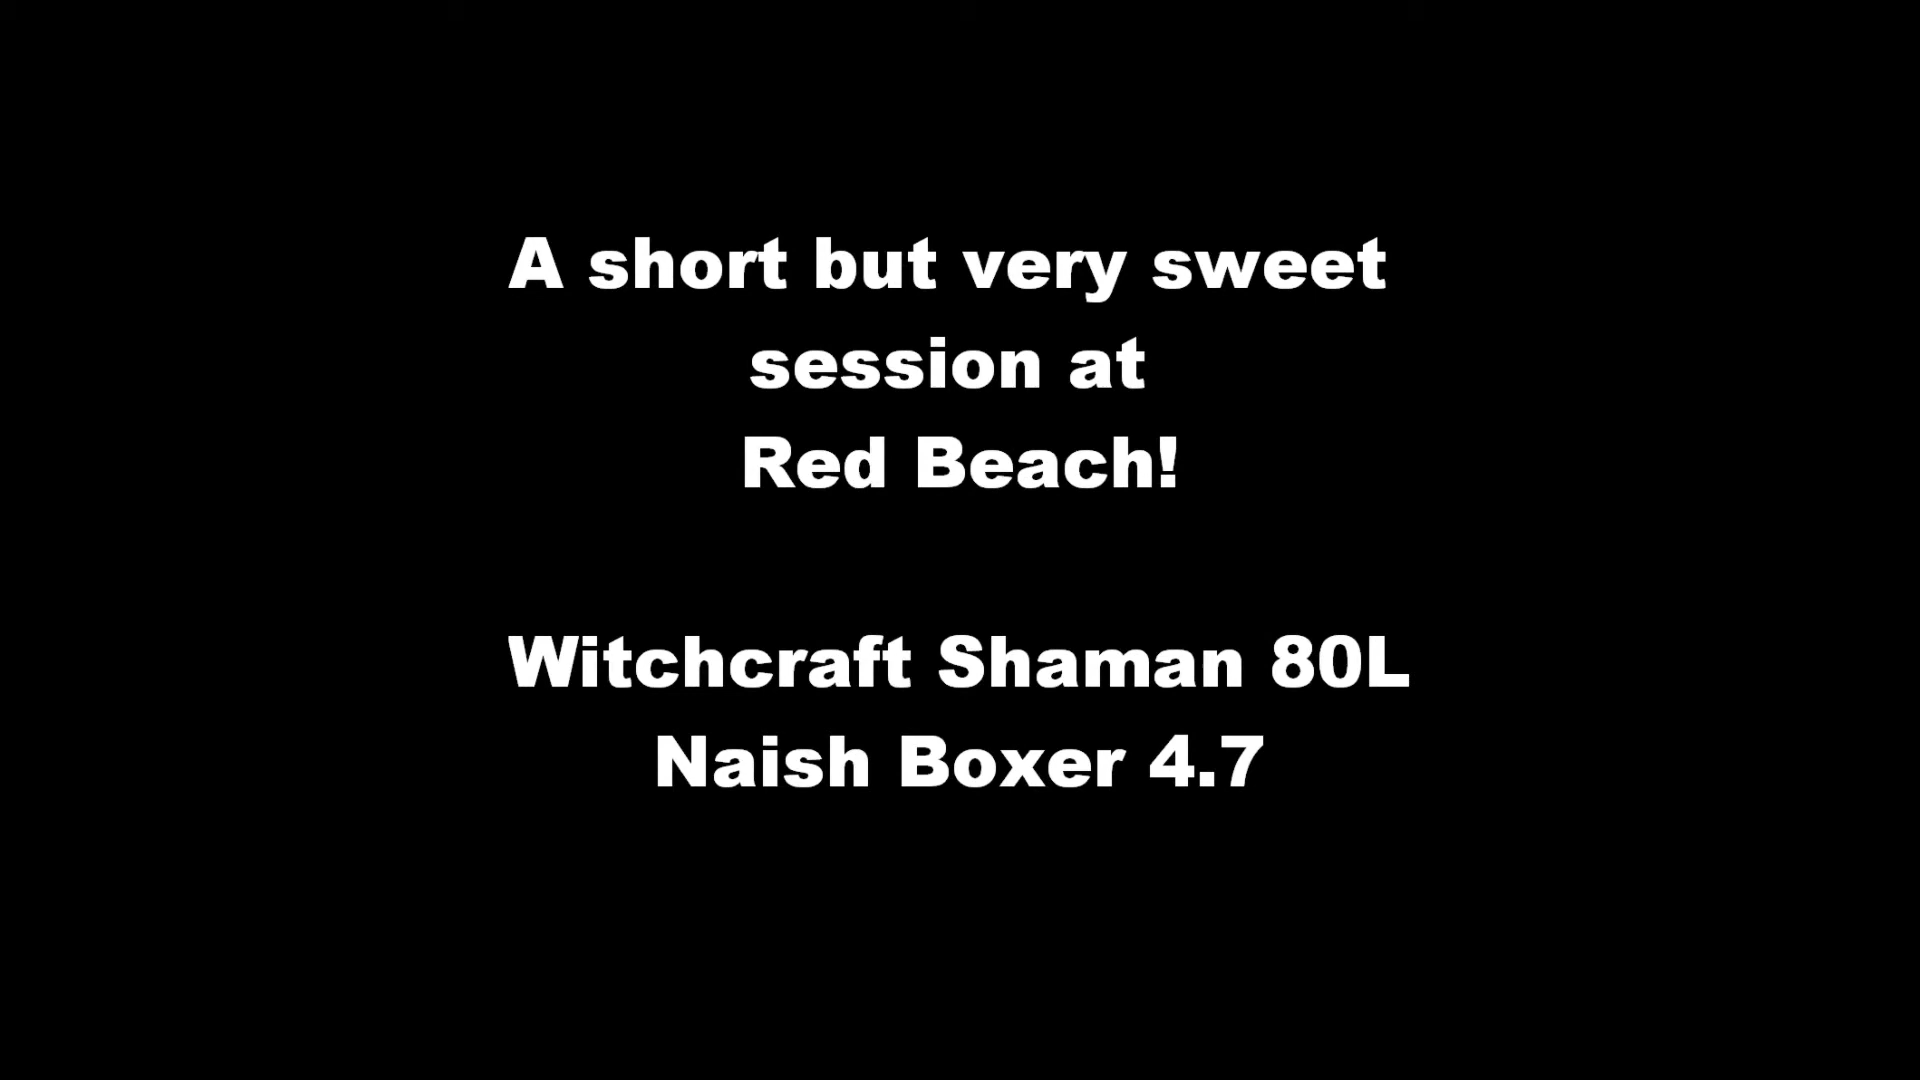 A short but very sweet
session at
Red Beach!
Witchcraft Shaman 80L
Naish Boxer 4.7